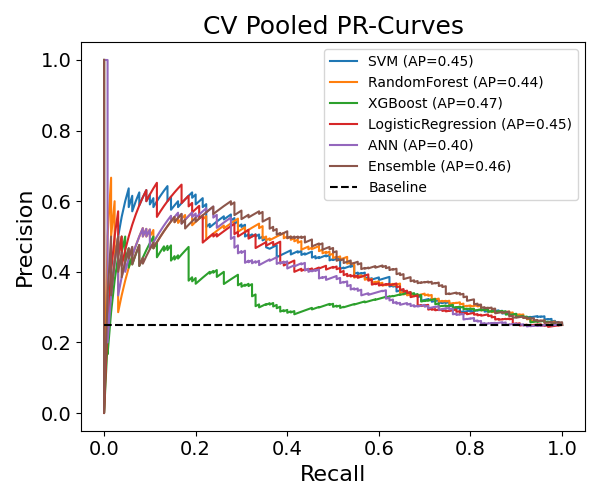 CV Pooled PR-Curves
Precision
1.0
0.8
0.6
0.4
0.2
0.0
SVM (AP=0.45)
RandomForest (AP=0.44)
XGBoost (AP=0.47)
LogisticRegression (AP=0.45)
ANN (AP=0.40)
Ensemble (AP=0.46)
Baseline
0.0 0.2 0.4 0.6 0.8 1.0
Recall